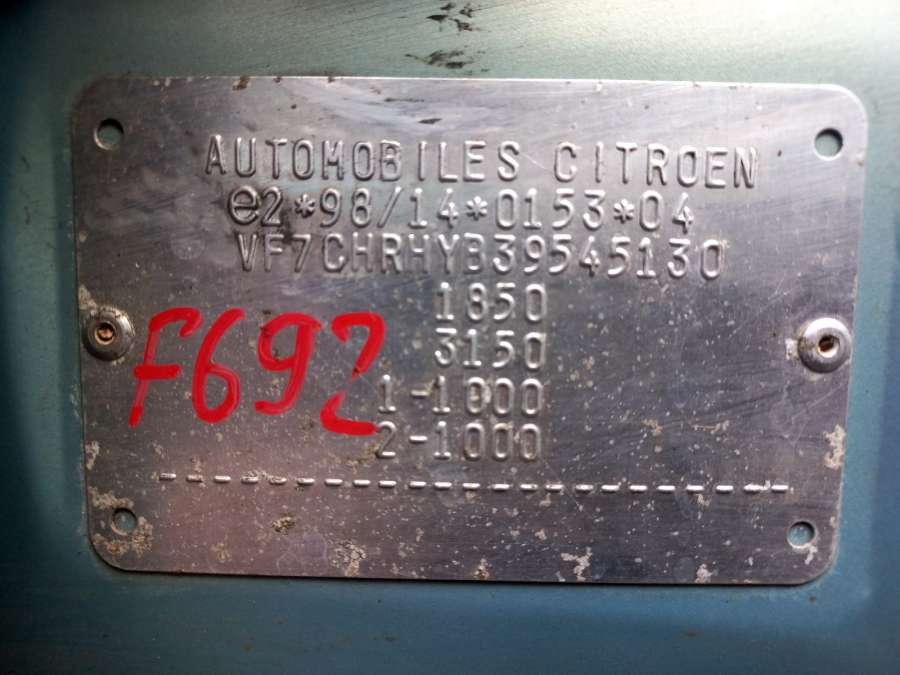 AUTOMOBILES CITROEN
e2*98/14*0153*04
VF7CHRHYB39545130
1850
3150
F692
1-1000
2-1000
------------------------